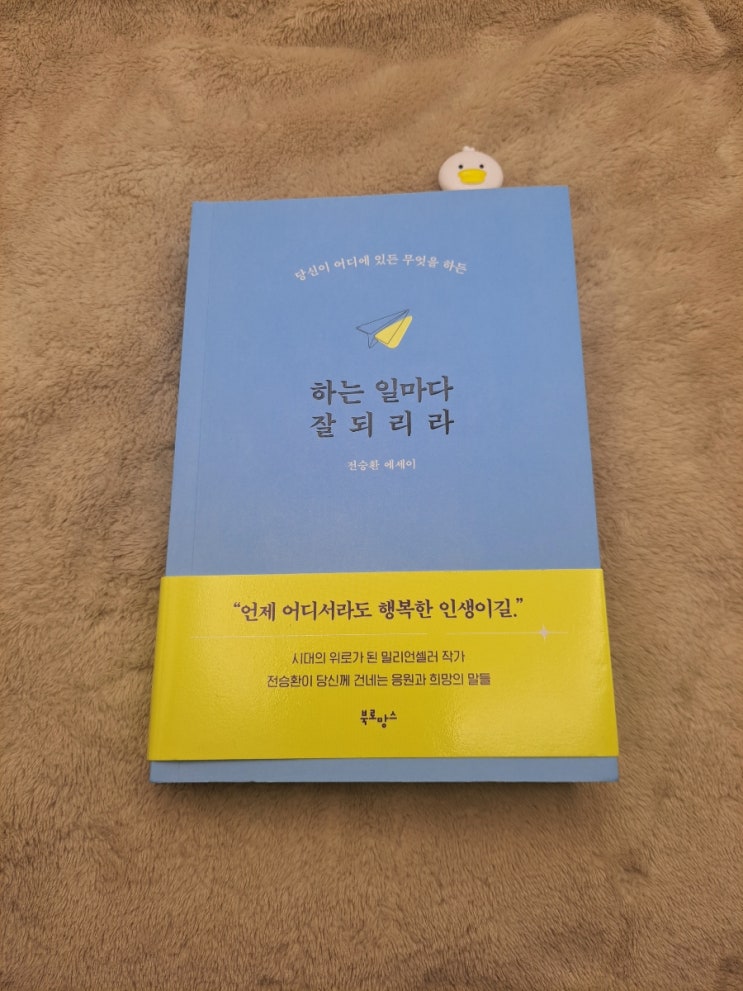 당신이 어디에 있든 무엇을 하든
하는 일마다
잘 되 리 라
전승환 에세이
“언제 어디서라도 행복한 인생이길.”
시대의 위로가 된 밀리언셀러 작가
전승환이 당신께 건네는 응원과 희망의 말들
북로망스